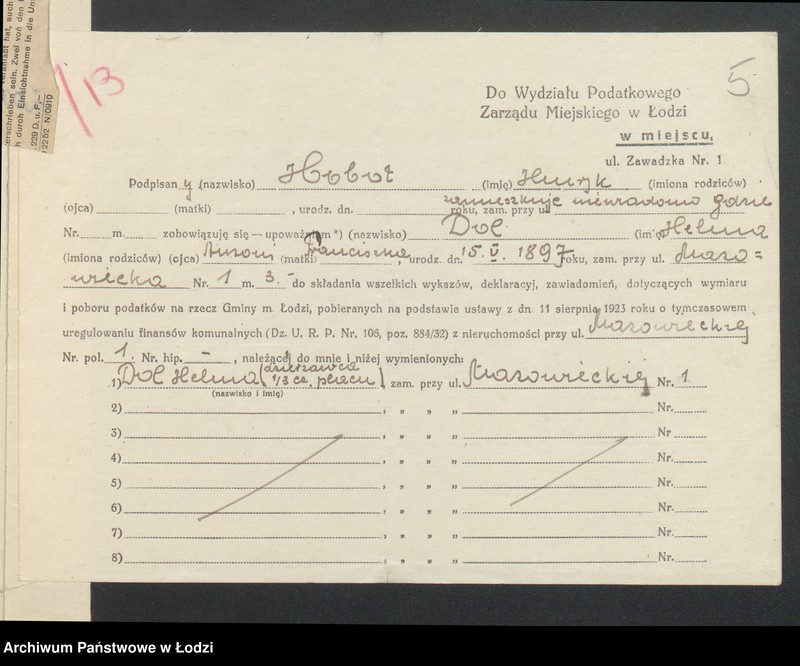 5
13
Do Wydziału Podatkowego
Zarządu Miejskiego w Łodzi
w miejscu,
ul. Zawadzka Nr. 1
Podpisany (nazwisko) Hobot (imię) Henryk (imiona rodziców)
zamieszkuje niewiadomo gdzie
(ojca) (matki) , urodz. dn. roku, zam. przy ul.
Nr. m. zobowiązuję się — upoważniam*) (nazwisko) Dol (imię) Helena
(imiona rodziców) (ojca) Antoni (matki) Franciszka , urodz. dn. 15. V. 1897 roku, zam. przy ul. Mazo=
wiecka Nr. 1 m. 3. - do składania wszelkich wykazów, deklaracyj, zawiadomień, dotyczących wymiaru
i poboru podatków na rzecz Gminy m. Łodzi, pobieranych na podstawie ustawy z dn. 11 sierpnia 1923 roku o tymczasowem
uregulowaniu finansów komunalnych (Dz. U. R. P. Nr. 106, poz. 884/32) z nieruchomości przy ul. Mazowieckiej
Nr. pol. 1. Nr. hip. — , należącej do mnie i niżej wymienionych:
1) Dol Helena (dzierżawca 1/3 cz. placu) zam. przy ul. Mazowieckiej Nr. 1
(nazwisko i imię)
2) , „ „ „ Nr.
3) , „ „ „ Nr
4) , „ „ „ Nr.
5) , „ „ „ Nr.
6) , „ „ „ Nr.
7) , „ „ „ Nr.
8) , „ „ „ Nr.
Archiwum Państwowe w Łodzi